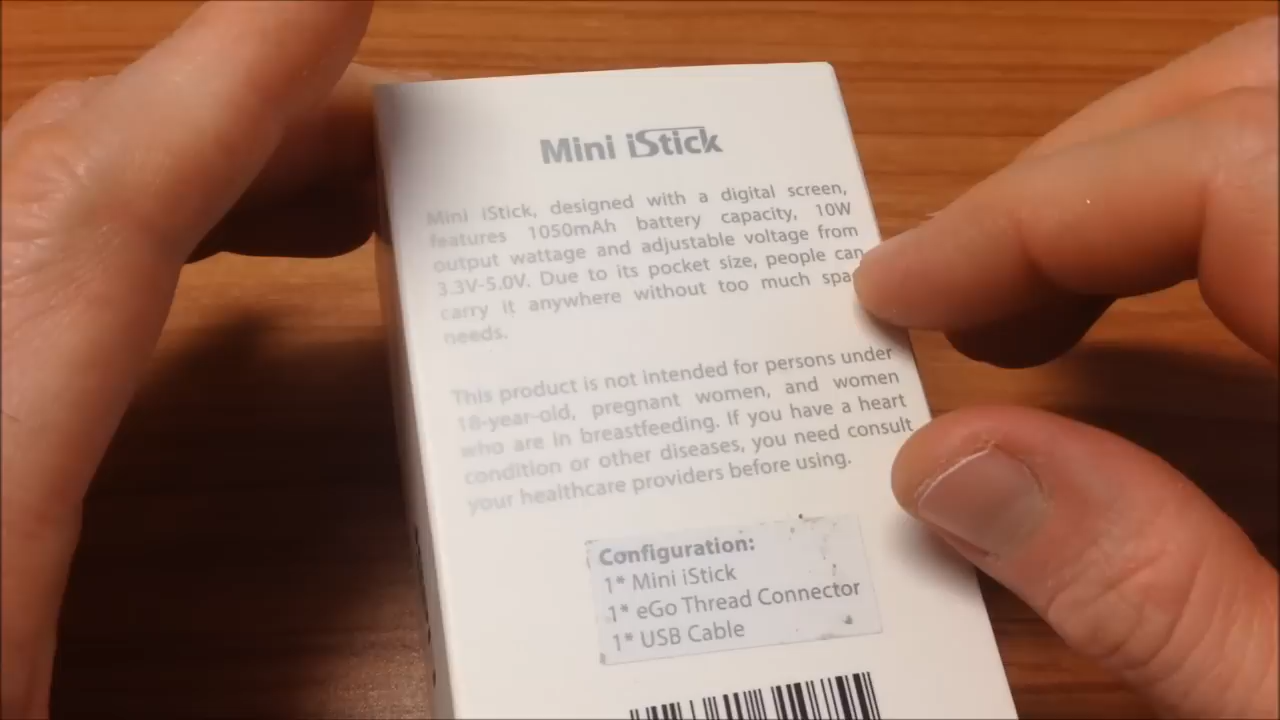 Mini iStick
Mini iStick, designed with a digital screen,
features 1050mAh battery capacity, 10W
output wattage and adjustable voltage from
3.3V-5.0V. Due to its pocket size, people can
carry it anywhere without too much spa
needs.
This product is not intended for persons under
18-year-old, pregnant women, and women
who are in breastfeeding. If you have a heart
condition or other diseases, you need consult
your healthcare providers before using.
Configuration:
1* Mini iStick
1* eGo Thread Connector
1* USB Cable